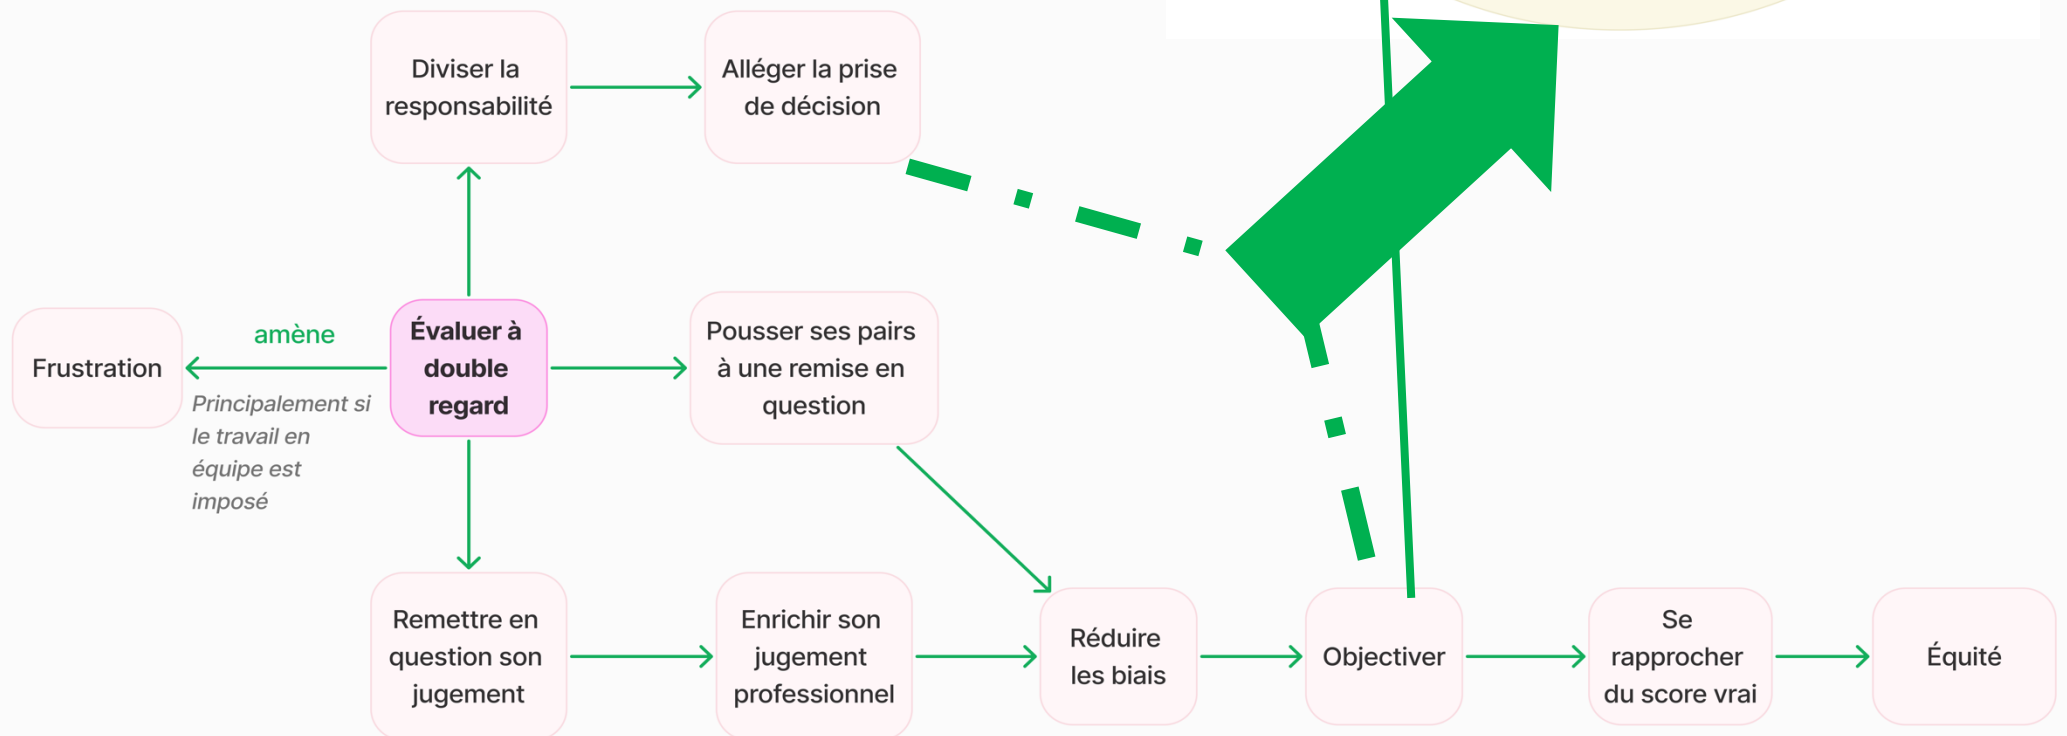 Diviser la
responsabilité
Alléger la prise
de décision
Frustration
amène
Principalement si
le travail en
équipe est
imposé
Évaluer à
double
regard
Pousser ses pairs
à une remise en
question
Remettre en
question son
jugement
Enrichir son
jugement
professionnel
Réduire
les biais
Objectiver
Se
rapprocher
du score vrai
Équité